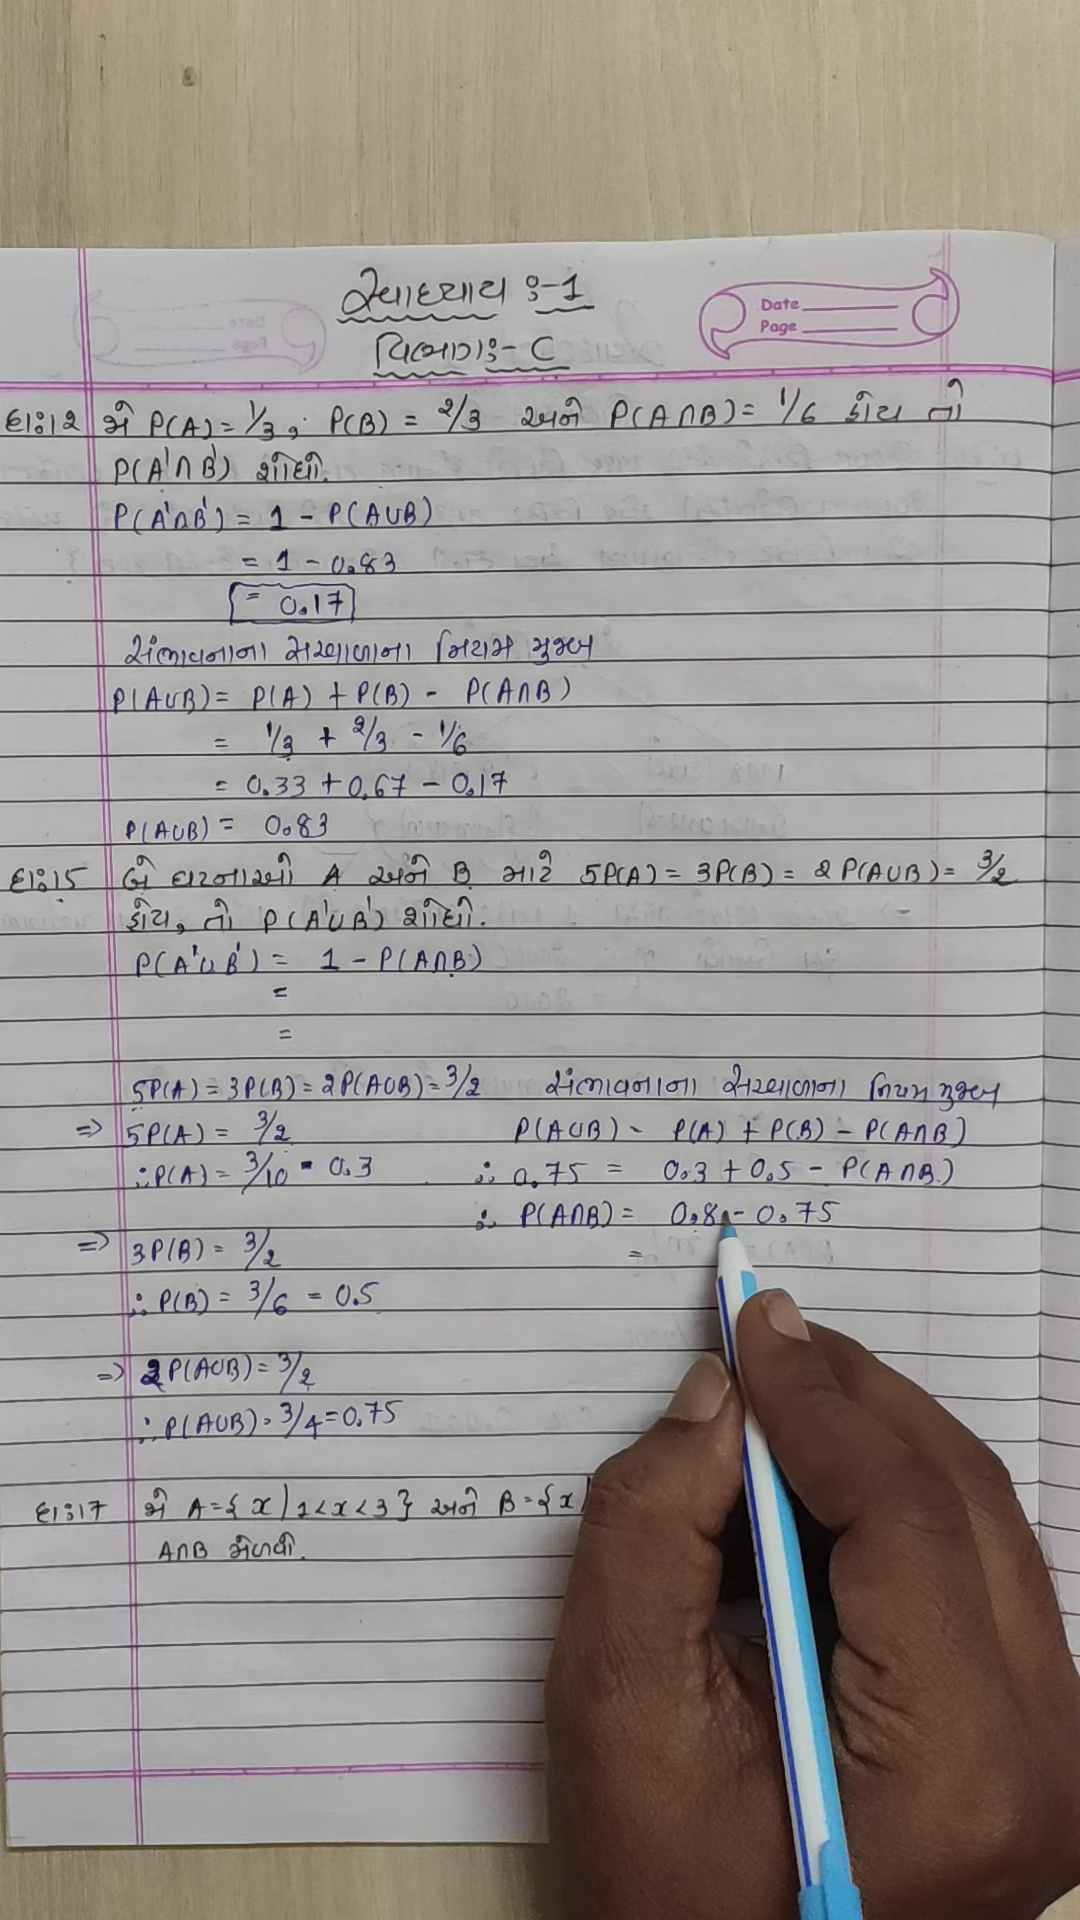 સ્વાધ્યાય :-1
વિભાગ :- C
Date
Page
દા:12 જો P(A) = 1/3, P(B) = 2/3 અને P(A∩B) = 1/6 હોય તો
P(A'∩B') શોધો.
P(A'∩B') = 1 - P(A∪B)
= 1 - 0.83
= 0.17
સંભાવનાના સરવાળાના નિયમ મુજબ
P(A∪B) = P(A) + P(B) - P(A∩B)
= 1/3 + 2/3 - 1/6
= 0.33 + 0.67 - 0.17
P(A∪B) = 0.83
દા:15 બે ઘટનાઓ A અને B માટે 5P(A) = 3P(B) = 2P(A∪B) = 3/2
હોય, તો P(A'∪B') શોધો.
P(A'∪B') = 1 - P(A∩B)
=
=
5P(A) = 3P(B) = 2P(A∪B) = 3/2
=> 5P(A) = 3/2
∴ P(A) = 3/10 = 0.3
=> 3P(B) = 3/2
∴ P(B) = 3/6 = 0.5
=> 2P(A∪B) = 3/2
∴ P(A∪B) = 3/4 = 0.75
સંભાવનાના સરવાળાના નિયમ મુજબ
P(A∪B) - P(A) + P(B) - P(A∩B)
∴ 0.75 = 0.3 + 0.5 - P(A∩B)
∴ P(A∩B) = 0.8 - 0.75
=
દા:17 જો A = {x | 1 < x < 3} અને B = {x |
A∩B મેળવો.